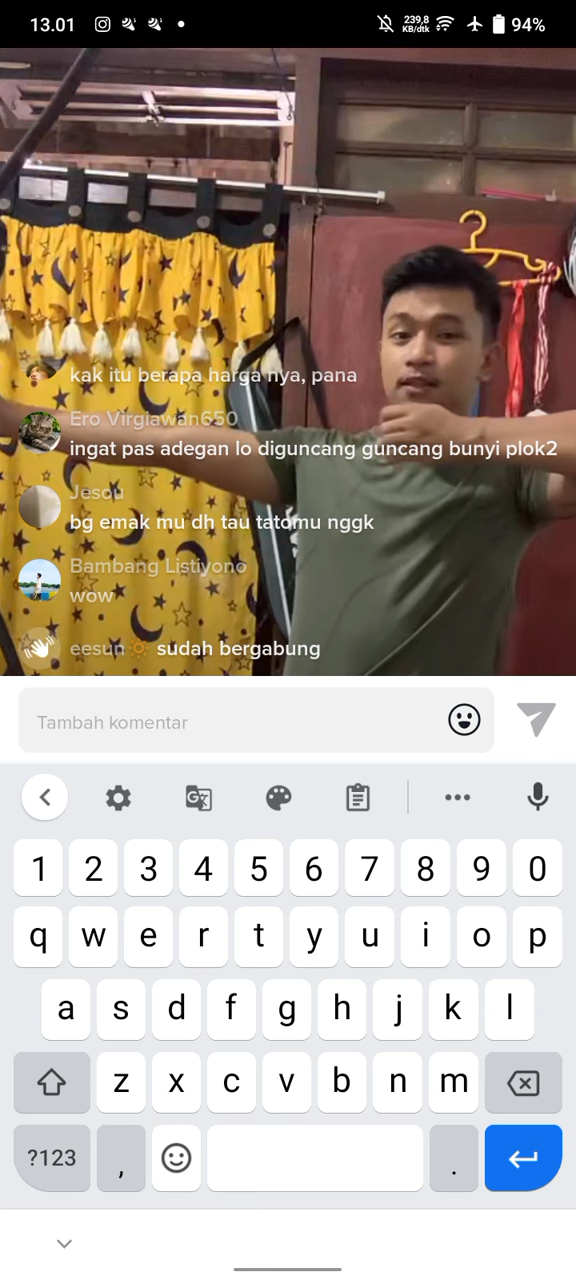 13.01
239,8
KB/dtk
94%
kak itu berapa harga nya, pana
Ero Virgiawan650
ingat pas adegan lo diguncang guncang bunyi plok2
Jesou
bg emak mu dh tau tatomu nggk
Bambang Listiyono
wow
eesun🔅 sudah bergabung
Tambah komentar
1 2 3 4 5 6 7 8 9 0
q w e r t y u i o p
a s d f g h j k l
z x c v b n m
?123 , .